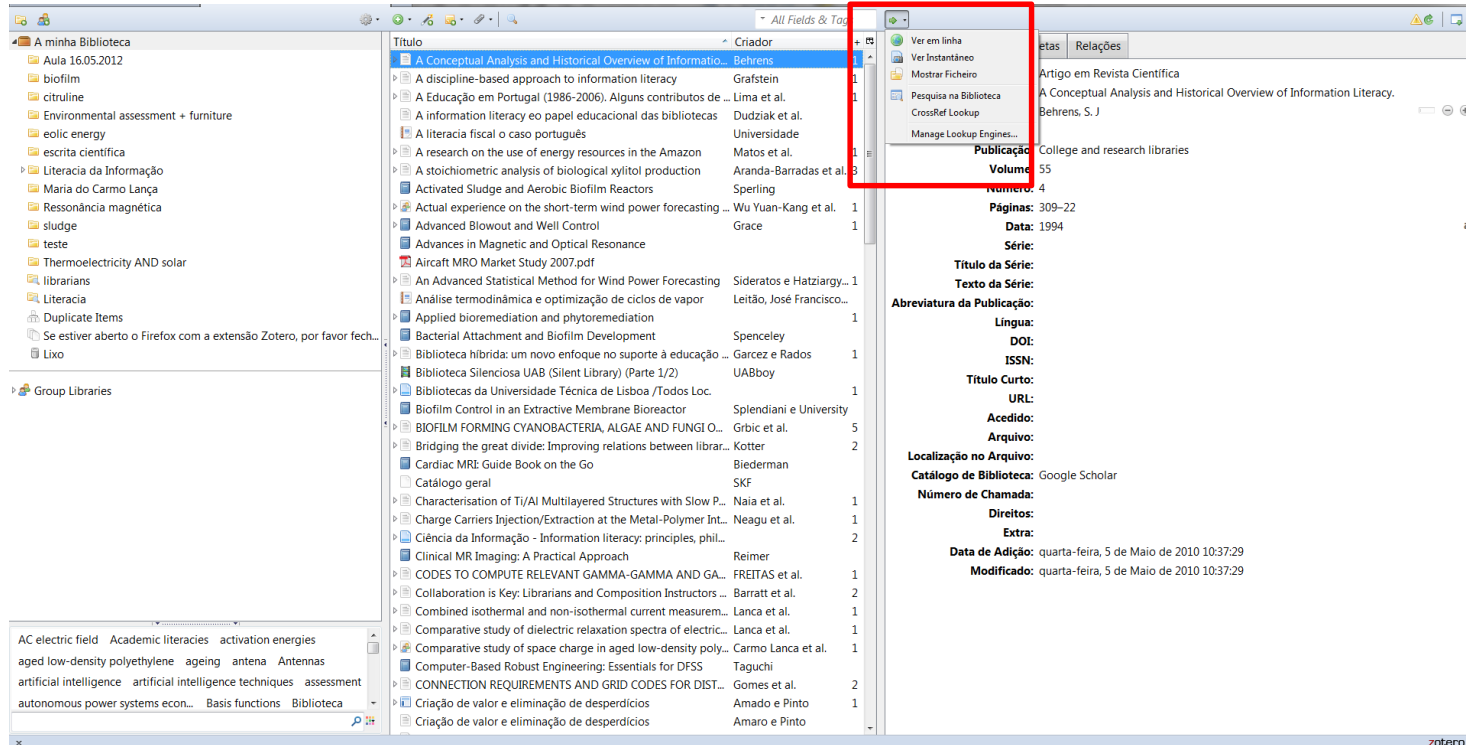 All Fields & Tag
A minha Biblioteca
Aula 16.05.2012
biofilm
citruline
Environmental assessment + furniture
eolic energy
escrita científica
Literacia da Informação
Maria do Carmo Lança
Ressonância magnética
sludge
teste
Thermoelectricity AND solar
librarians
Literacia
Duplicate Items
Se estiver aberto o Firefox com a extensão Zotero, por favor fech...
Lixo
Group Libraries
AC electric field Academic literacies activation energies
aged low-density polyethylene ageing antena Antennas
artificial intelligence artificial intelligence techniques assessment
autonomous power systems econ... Basis functions Biblioteca
Título Criador +
A Conceptual Analysis and Historical Overview of Informatio... Behrens 1
A discipline-based approach to information literacy Grafstein 1
A Educação em Portugal (1986-2006). Alguns contributos de ... Lima et al. 1
A information literacy eo papel educacional das bibliotecas Dudziak et al.
A literacia fiscal o caso português Universidade
A research on the use of energy resources in the Amazon Matos et al. 1
A stoichiometric analysis of biological xylitol production Aranda-Barradas et al. 3
Activated Sludge and Aerobic Biofilm Reactors Sperling
Actual experience on the short-term wind power forecasting ... Wu Yuan-Kang et al. 1
Advanced Blowout and Well Control Grace 1
Advances in Magnetic and Optical Resonance
Aircaft MRO Market Study 2007.pdf
An Advanced Statistical Method for Wind Power Forecasting Sideratos e Hatziargy... 1
Análise termodinâmica e optimização de ciclos de vapor Leitão, José Francisco...
Applied bioremediation and phytoremediation 1
Bacterial Attachment and Biofilm Development Spenceley
Biblioteca híbrida: um novo enfoque no suporte à educação ... Garcez e Rados 1
Biblioteca Silenciosa UAB (Silent Library) (Parte 1/2) UABboy
Bibliotecas da Universidade Técnica de Lisboa /Todos Loc. 1
Biofilm Control in an Extractive Membrane Bioreactor Splendiani e University
BIOFILM FORMING CYANOBACTERIA, ALGAE AND FUNGI O... Grbic et al. 5
Bridging the great divide: Improving relations between librar... Kotter 2
Cardiac MRI: Guide Book on the Go Biederman
Catálogo geral SKF
Characterisation of Ti/Al Multilayered Structures with Slow P... Naia et al. 1
Charge Carriers Injection/Extraction at the Metal-Polymer Int... Neagu et al. 1
Ciência da Informação - Information literacy: principles, phil... 2
Clinical MR Imaging: A Practical Approach Reimer
CODES TO COMPUTE RELEVANT GAMMA-GAMMA AND GA... FREITAS et al. 1
Collaboration is Key: Librarians and Composition Instructors ... Barratt et al. 2
Combined isothermal and non-isothermal current measurem... Lanca et al. 1
Comparative study of dielectric relaxation spectra of electric... Lanca et al. 1
Comparative study of space charge in aged low-density poly... Carmo Lanca et al. 1
Computer-Based Robust Engineering: Essentials for DFSS Taguchi
CONNECTION REQUIREMENTS AND GRID CODES FOR DIST... Gomes et al. 2
Criação de valor e eliminação de desperdícios Amado e Pinto 1
Criação de valor e eliminação de desperdícios Amaro e Pinto
Ver em linha
Ver Instantâneo
Mostrar Ficheiro
Pesquisa na Biblioteca
CrossRef Lookup
Manage Lookup Engines...
etas Relações
Artigo em Revista Científica
A Conceptual Analysis and Historical Overview of Information Literacy.
Behrens, S. J
Publicação: College and research libraries
Volume: 55
Número: 4
Páginas: 309–22
Data: 1994
Série:
Título da Série:
Texto da Série:
Abreviatura da Publicação:
Língua:
DOI:
ISSN:
Título Curto:
URL:
Acedido:
Arquivo:
Localização no Arquivo:
Catálogo de Biblioteca: Google Scholar
Número de Chamada:
Direitos:
Extra:
Data de Adição: quarta-feira, 5 de Maio de 2010 10:37:29
Modificado: quarta-feira, 5 de Maio de 2010 10:37:29
zotero